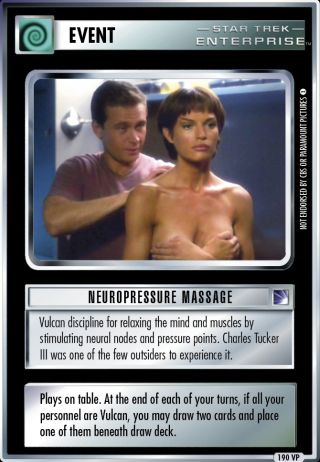 EVENT
STAR TREK
ENTERPRISE™
NOT ENDORSED BY CBS OR PARAMOUNT PICTURES
NEUROPRESSURE MASSAGE
Vulcan discipline for relaxing the mind and muscles by
stimulating neural nodes and pressure points. Charles Tucker
III was one of the few outsiders to experience it.
Plays on table. At the end of each of your turns, if all your
personnel are Vulcan, you may draw two cards and place
one of them beneath draw deck.
190 VP